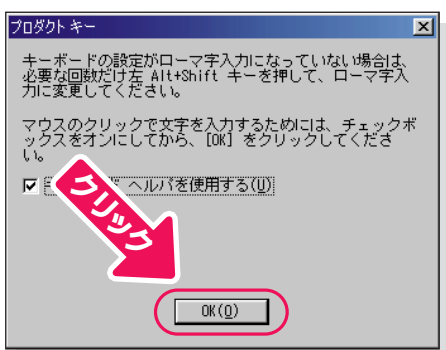 プロダクト キー
キーボードの設定がローマ字入力になっていない場合は、
必要な回数だけ左 Alt+Shift キーを押して、ローマ字入
力に変更してください。
マウスのクリックで文字を入力するためには、チェックボ
ックスをオンにしてから、[OK] をクリックしてくださ
い。
ヘルパを使用する(U)
クリック
OK(O)